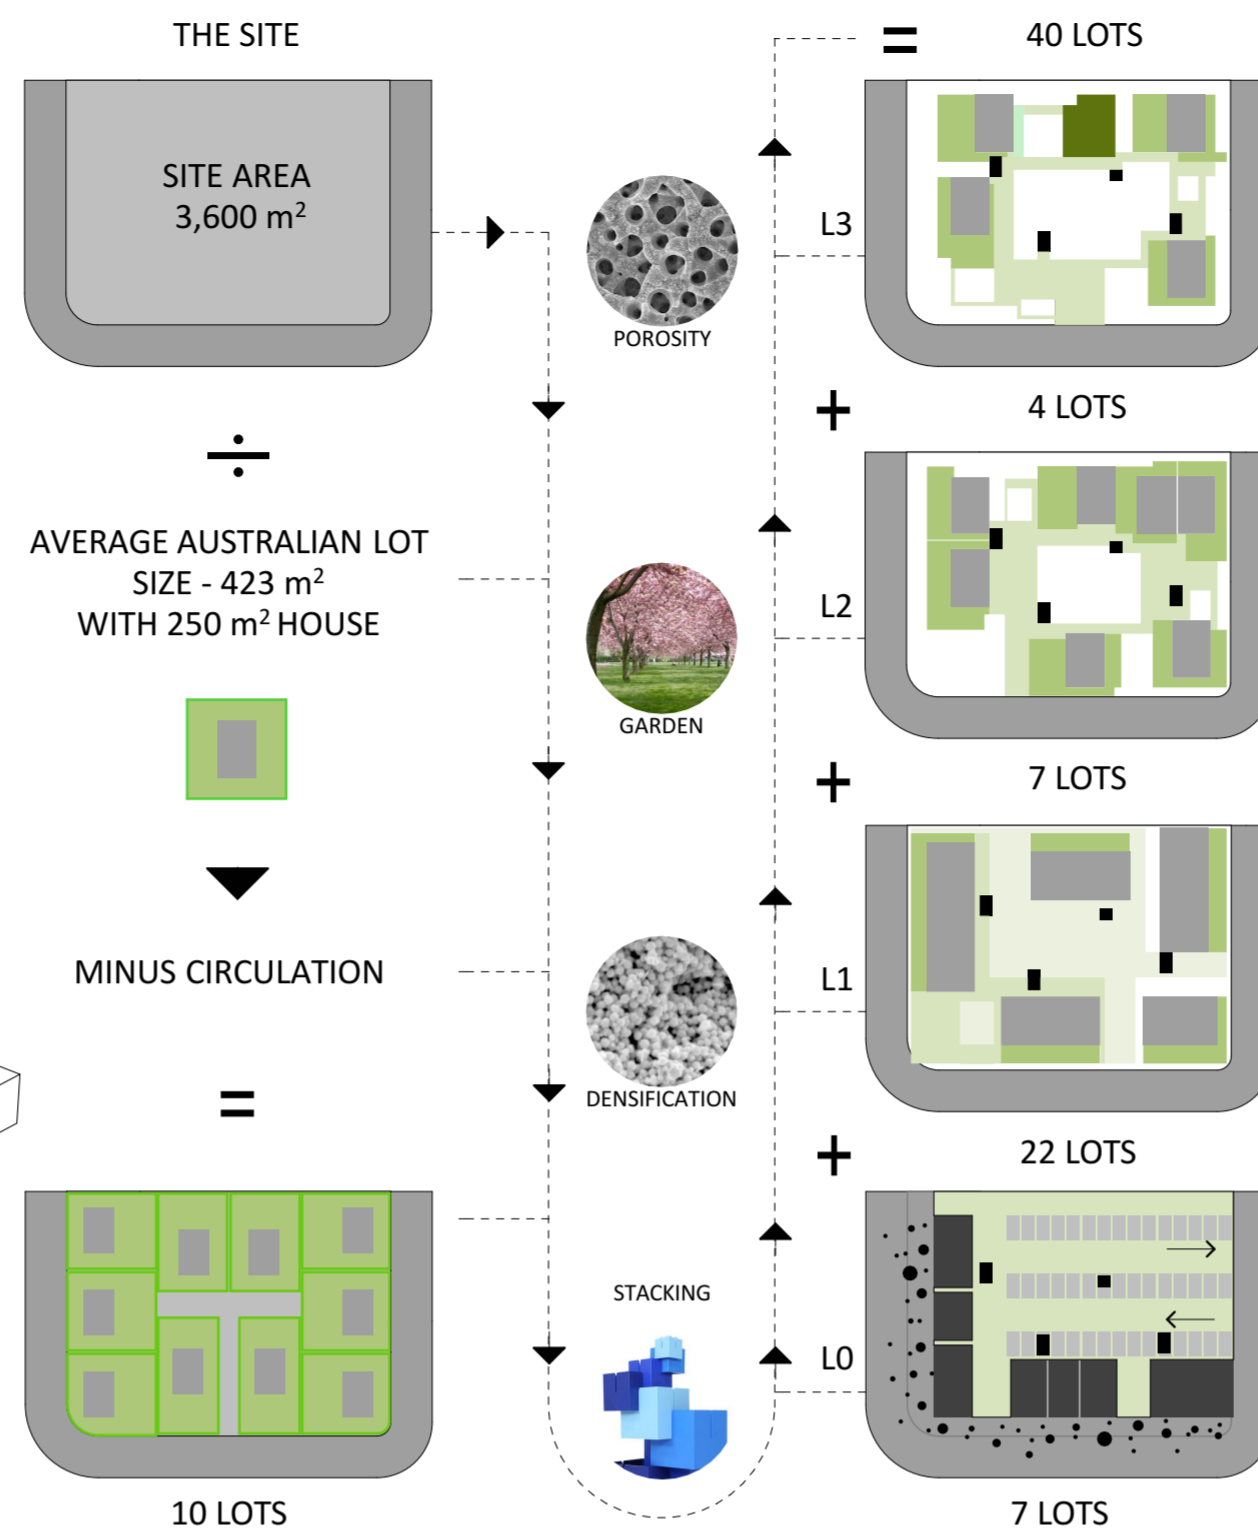 THE SITE
SITE AREA
3,600 m²
÷
AVERAGE AUSTRALIAN LOT
SIZE - 423 m²
WITH 250 m² HOUSE
MINUS CIRCULATION
=
10 LOTS
POROSITY
GARDEN
DENSIFICATION
STACKING
= 40 LOTS
L3
+ 4 LOTS
L2
+ 7 LOTS
L1
+ 22 LOTS
L0
7 LOTS